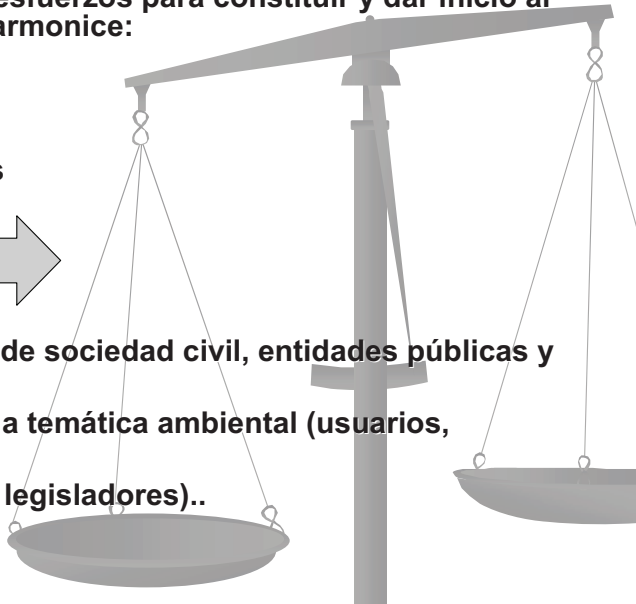 esfuerzos para constituir y dar inicio al
armonice:
s
de sociedad civil, entidades públicas y
a temática ambiental (usuarios,
legisladores)..